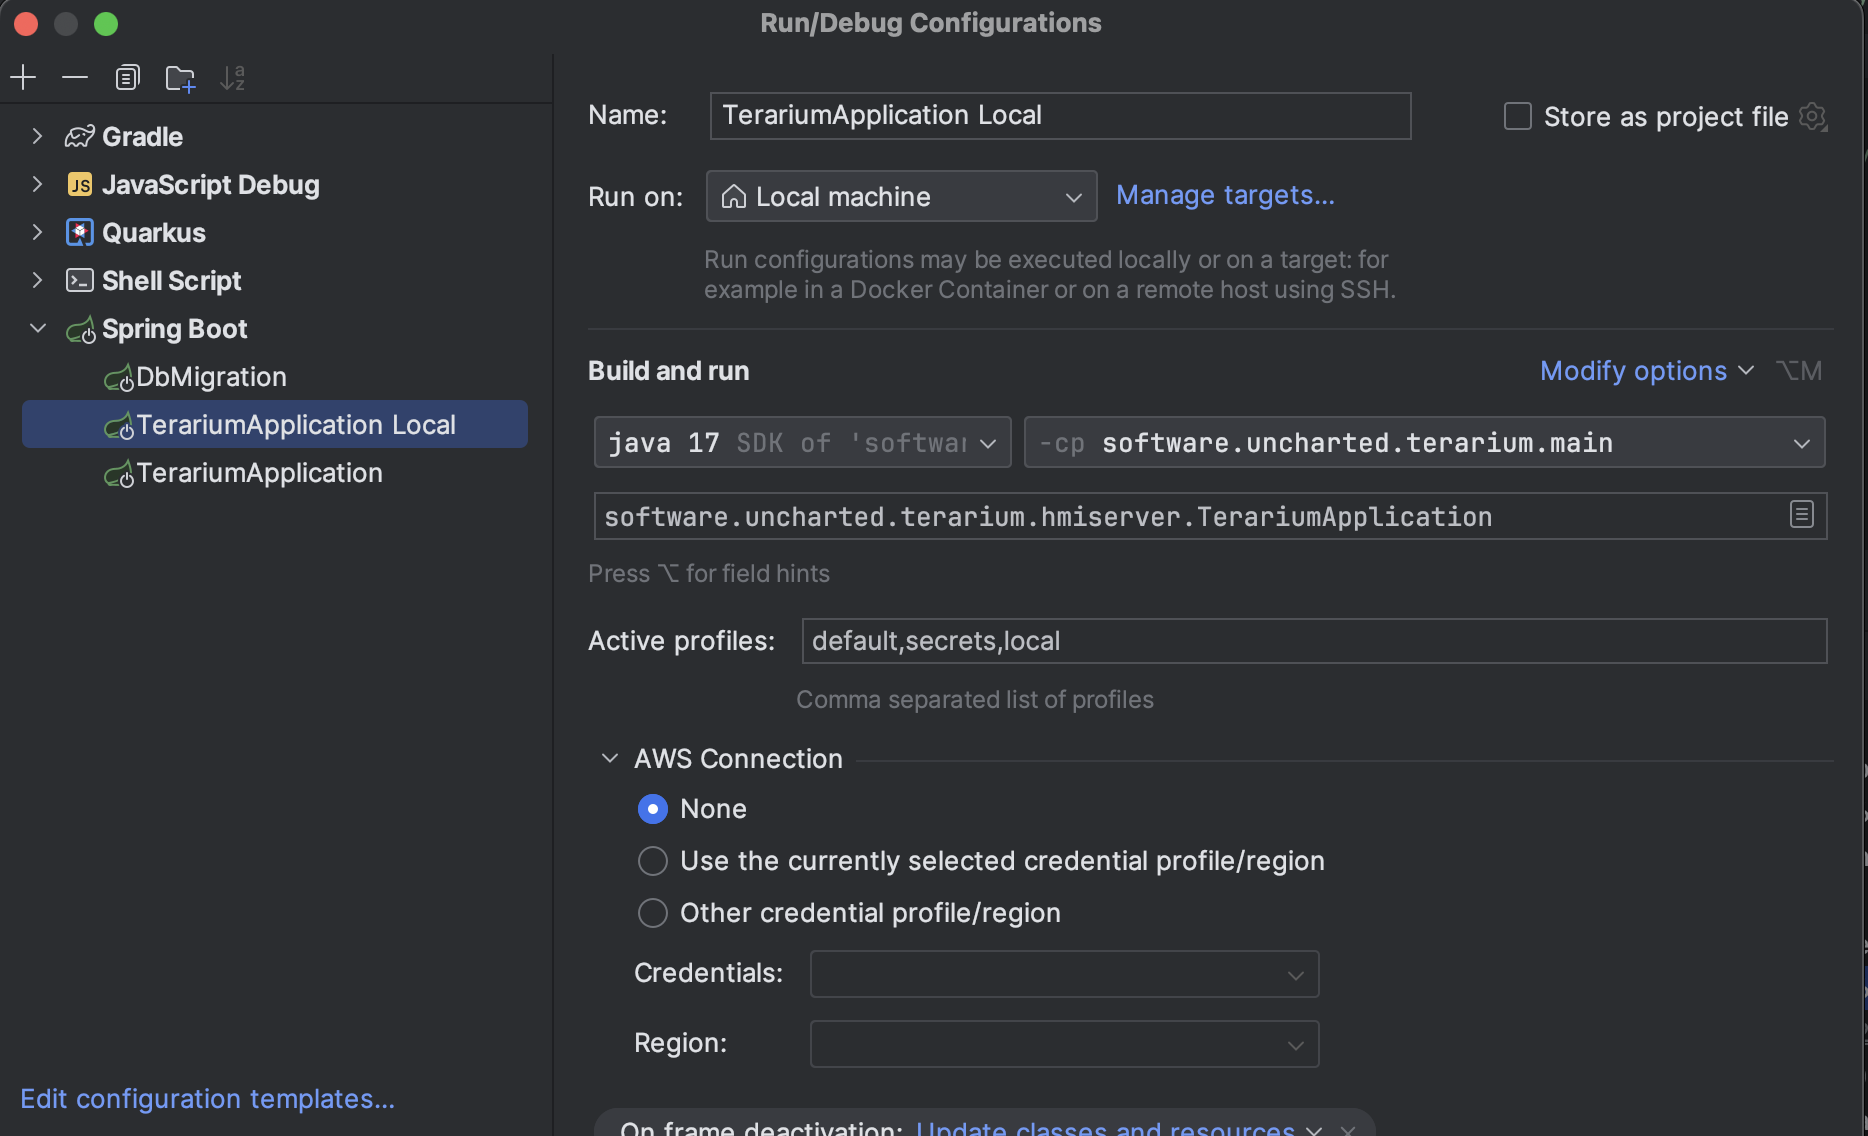 Run/Debug Configurations
Gradle
JavaScript Debug
Quarkus
Shell Script
Spring Boot
DbMigration
TerariumApplication Local
TerariumApplication
Edit configuration templates...
Name: TerariumApplication Local
Store as project file
Run on: Local machine
Manage targets...
Run configurations may be executed locally or on a target: for
example in a Docker Container or on a remote host using SSH.
Build and run
Modify options ⌥M
java 17 SDK of 'softwar
-cp software.uncharted.terarium.main
software.uncharted.terarium.hmiserver.TerariumApplication
Press ⌥ for field hints
Active profiles: default,secrets,local
Comma separated list of profiles
AWS Connection
None
Use the currently selected credential profile/region
Other credential profile/region
Credentials:
Region:
On frame deactivation: Update classes and resources